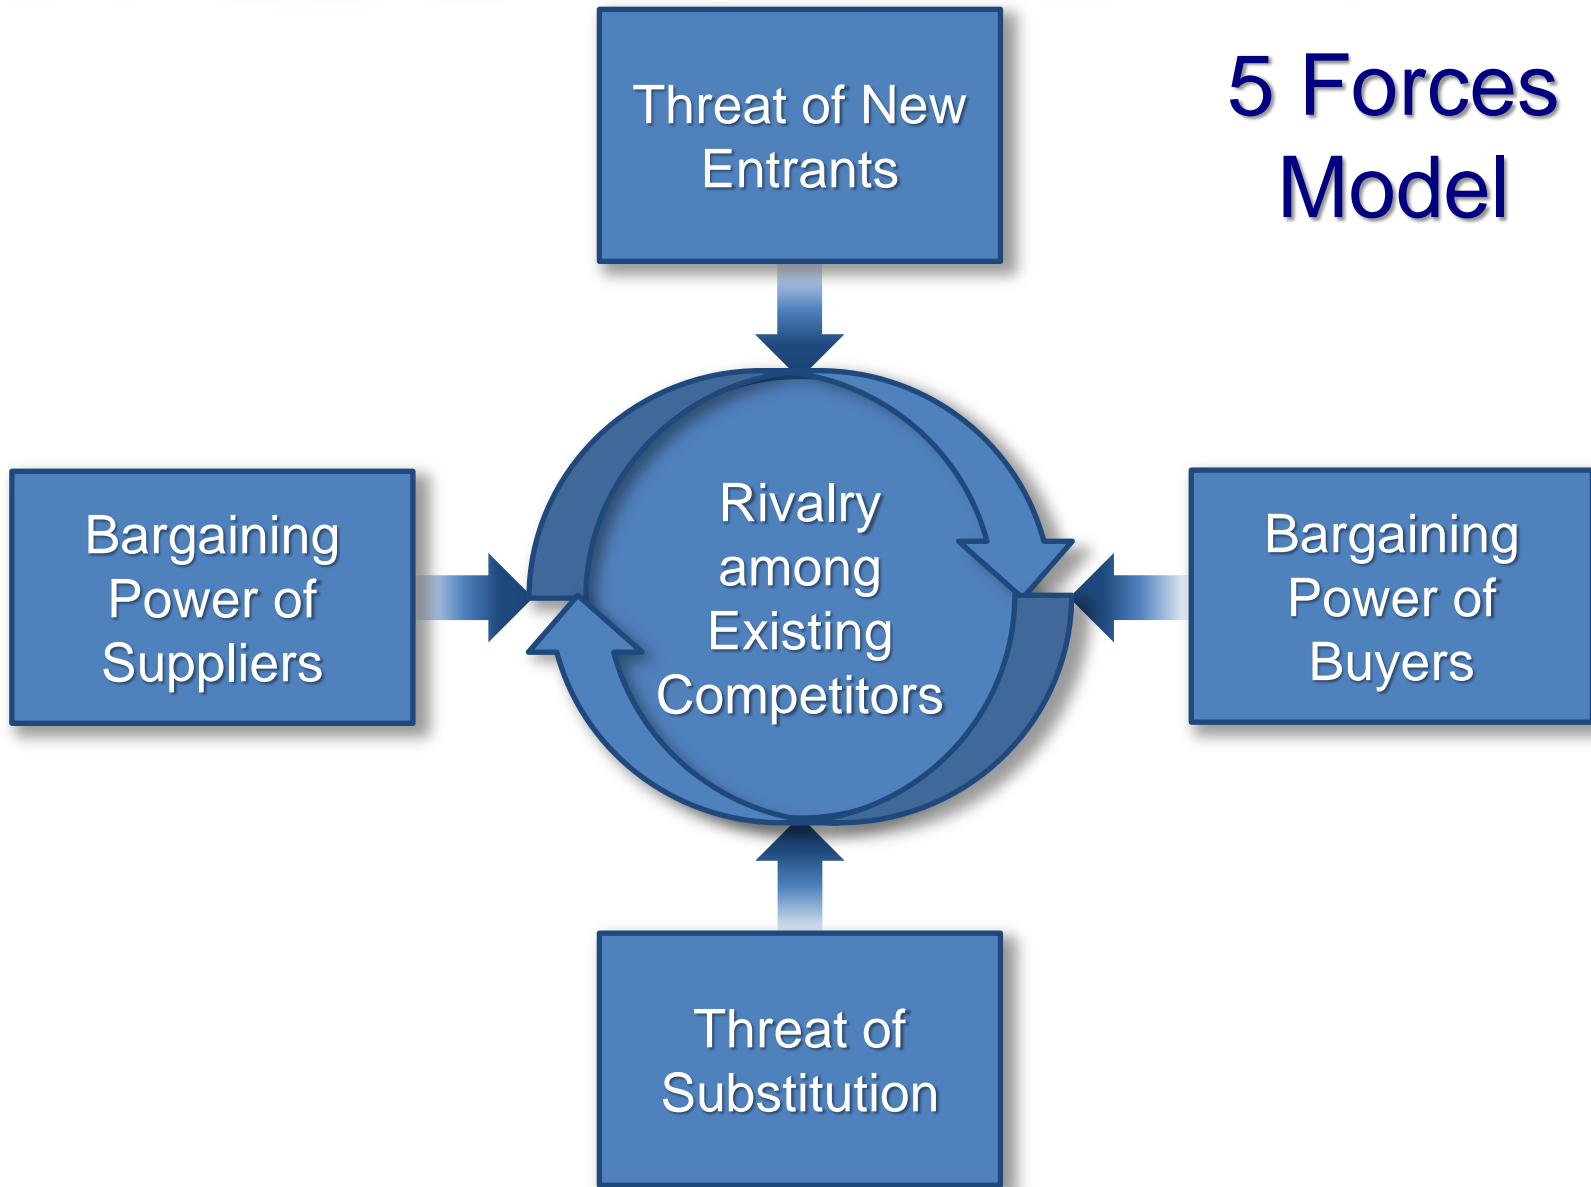 5 Forces
Model
Threat of New
Entrants
Bargaining
Power of
Suppliers
Rivalry
among
Existing
Competitors
Bargaining
Power of
Buyers
Threat of
Substitution